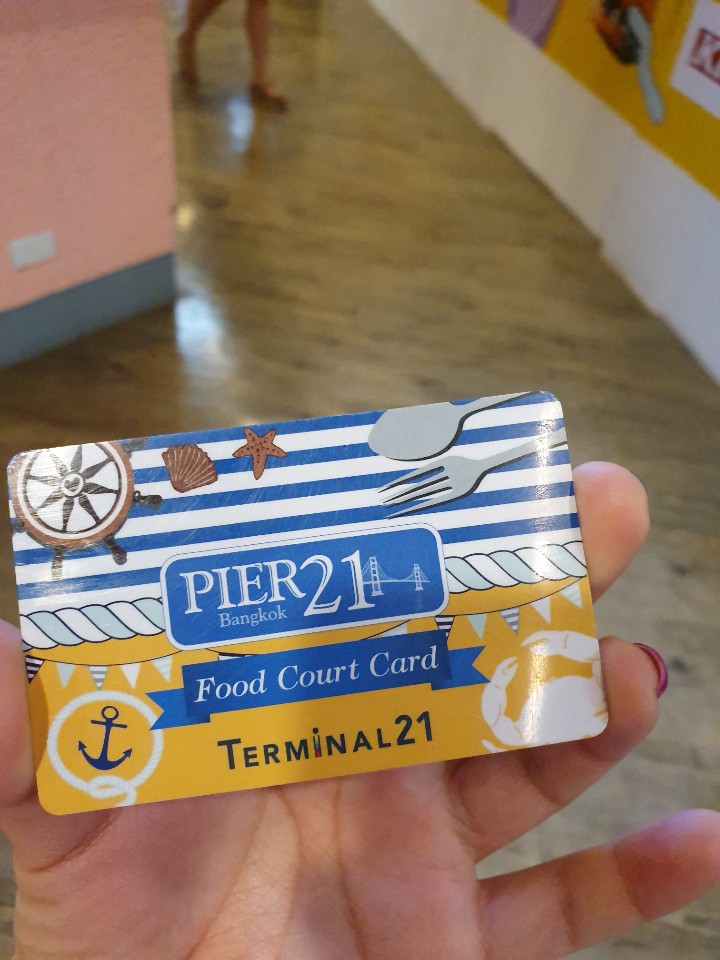 PIER21
Bangkok
Food Court Card
TERMINAL21